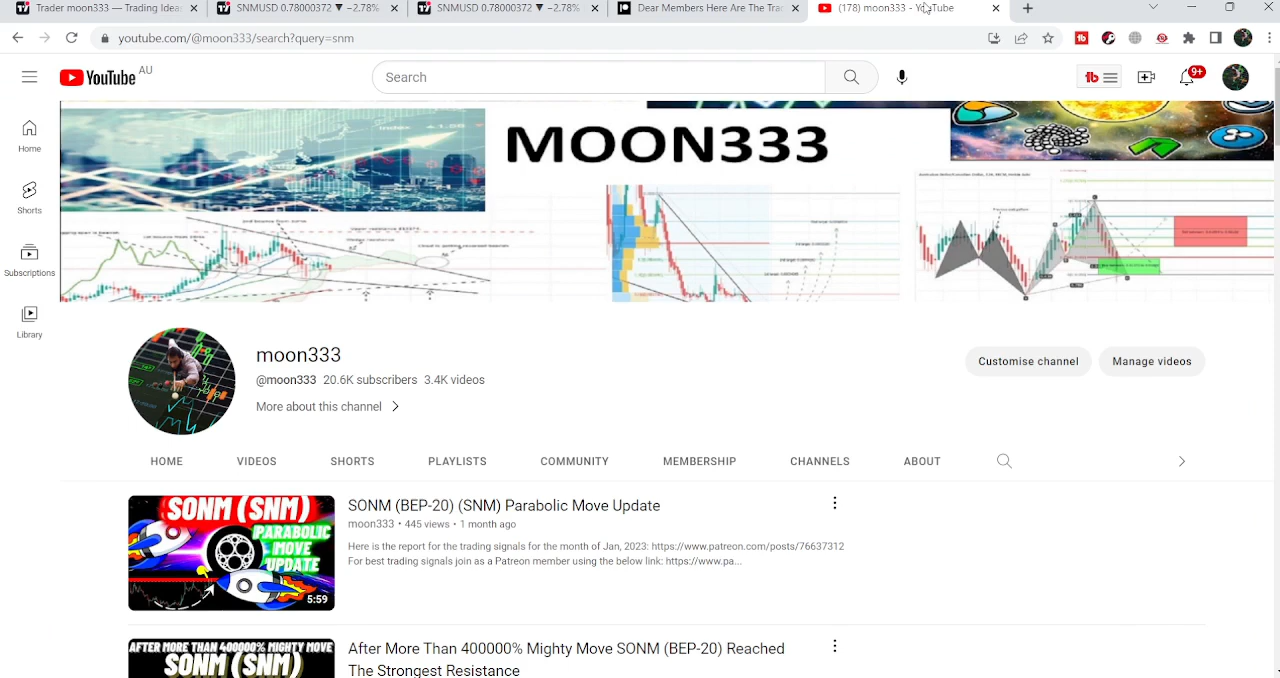 Trader moon333 — Trading Ideas
SNMUSD 0.78000372 ▼ −2.78%
SNMUSD 0.78000372 ▼ −2.78%
Dear Members Here Are The Tra
(178) moon333 - YouTube
youtube.com/@moon333/search?query=snm
YouTube AU
Search
9+
MOON333
Home
Shorts
Subscriptions
Library
moon333
@moon333 20.6K subscribers 3.4K videos
More about this channel
Customise channel
Manage videos
HOME VIDEOS SHORTS PLAYLISTS COMMUNITY MEMBERSHIP CHANNELS ABOUT
SONM (SNM)
PARABOLIC
MOVE
UPDATE
5:59
SONM (BEP-20) (SNM) Parabolic Move Update
moon333 • 445 views • 1 month ago
Here is the report for the trading signals for the month of Jan, 2023: https://www.patreon.com/posts/76637312
For best trading signals join as a Patreon member using the below link: https://www.pa...
AFTER MORE THAN 400000% MIGHTY MOVE
SONM (SNM)
After More Than 400000% Mighty Move SONM (BEP-20) Reached
The Strongest Resistance